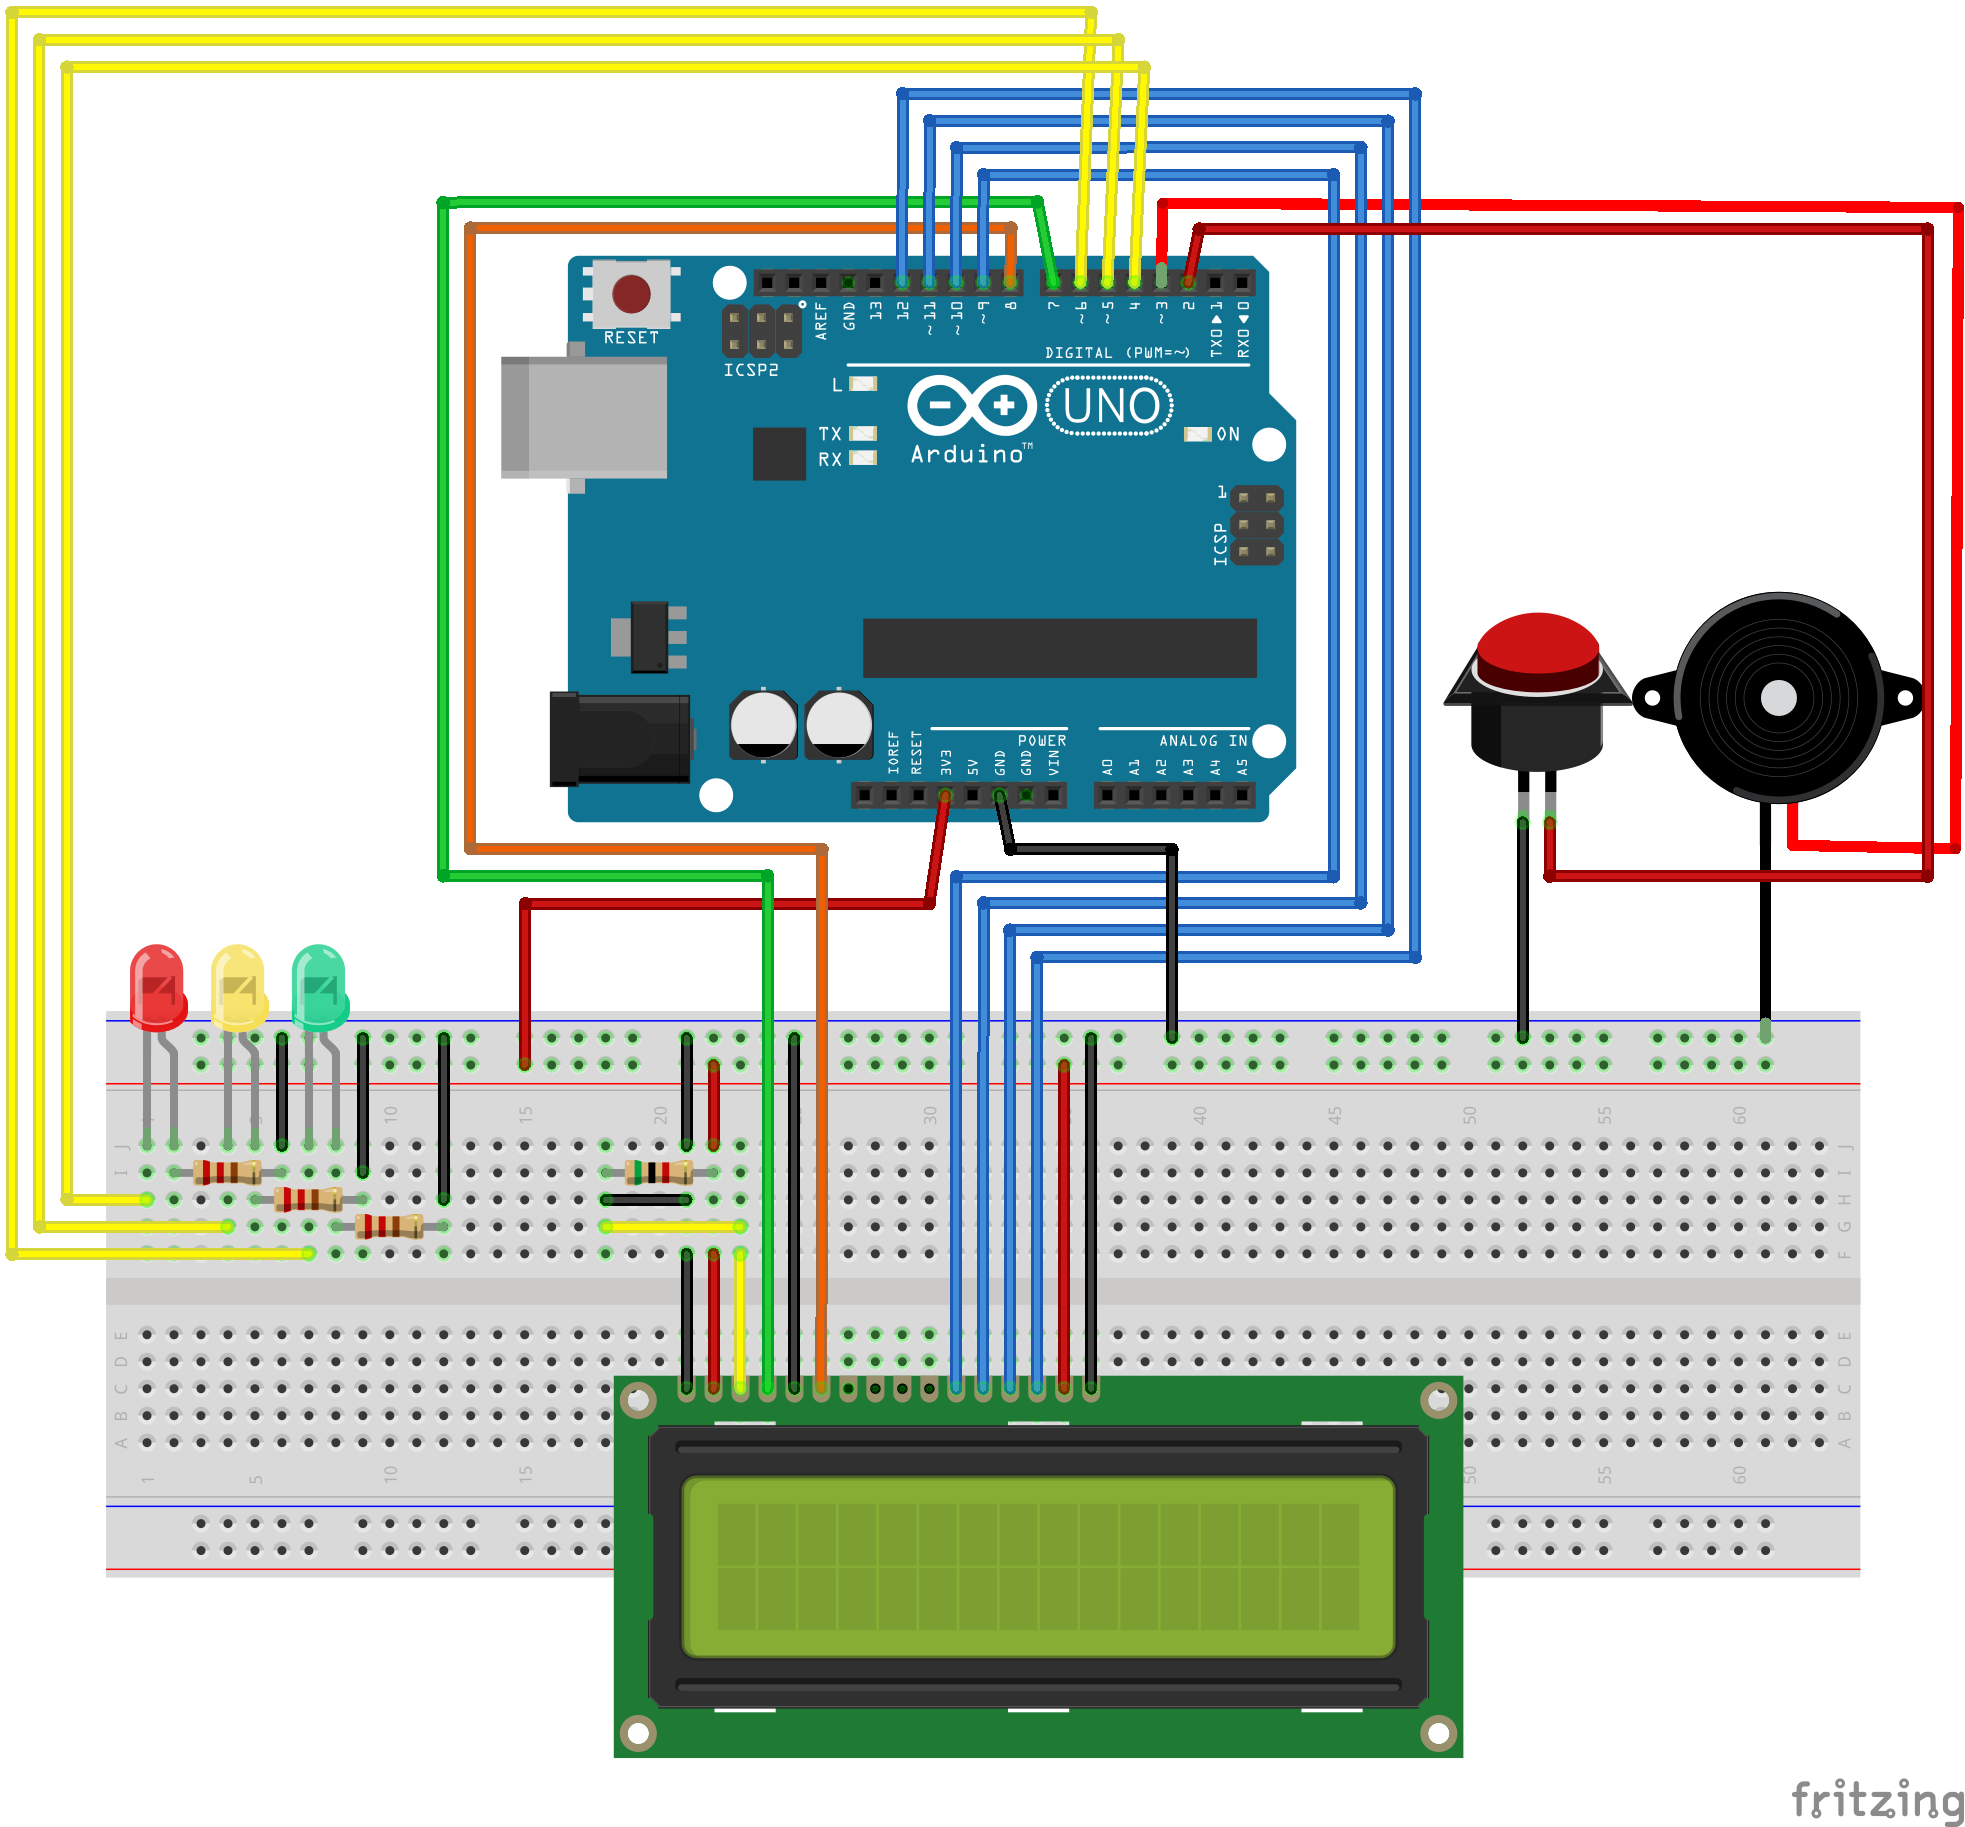 RESET
ICSP2
AREF
GND
13
12
~11
~10
~9
8
7
~6
~5
4
~3
2
TX0▶1
RX0◀0
DIGITAL (PWM=~)
L
TX
RX
Arduino™
UNO
ON
1
ICSP
IOREF
RESET
3V3
5V
GND
GND
VIN
POWER
A0
A1
A2
A3
A4
A5
ANALOG IN
10 15 20 30 40 45 50 55 60
J J
I I
H H
G G
F F
E E
D D
C C
B B
A A
1 5 10 15 50 55 60
fritzing